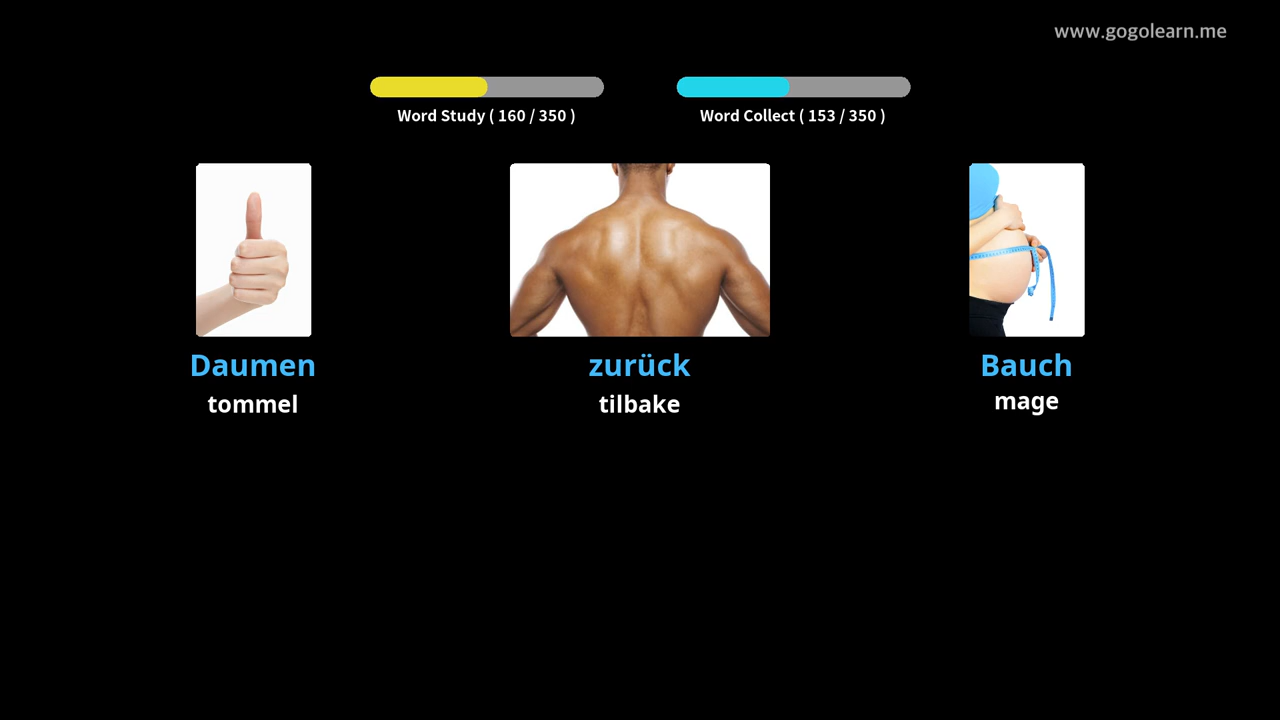 www.gogolearn.me
Word Study ( 160 / 350 )
Word Collect ( 153 / 350 )
Daumen
tommel
zurück
tilbake
Bauch
mage